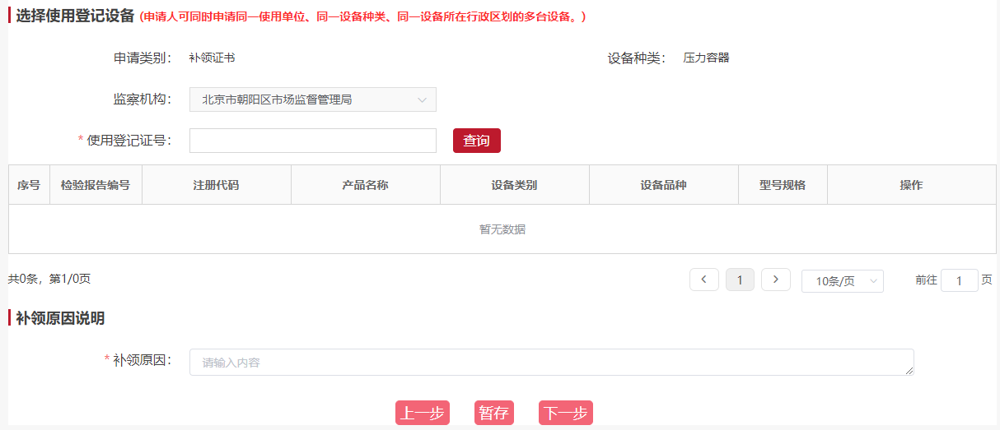 选择使用登记设备(申请人可同时申请同一使用单位、同一设备种类、同一设备所在行政区划的多台设备。)
申请类别： 补领证书 设备种类： 压力容器
监察机构： 北京市朝阳区市场监督管理局
* 使用登记证号： 查询
序号 检验报告编号 注册代码 产品名称 设备类别 设备品种 型号规格 操作
暂无数据
共0条，第1/0页 1 10条/页 前往 1 页
补领原因说明
* 补领原因： 请输入内容
上一步 暂存 下一步